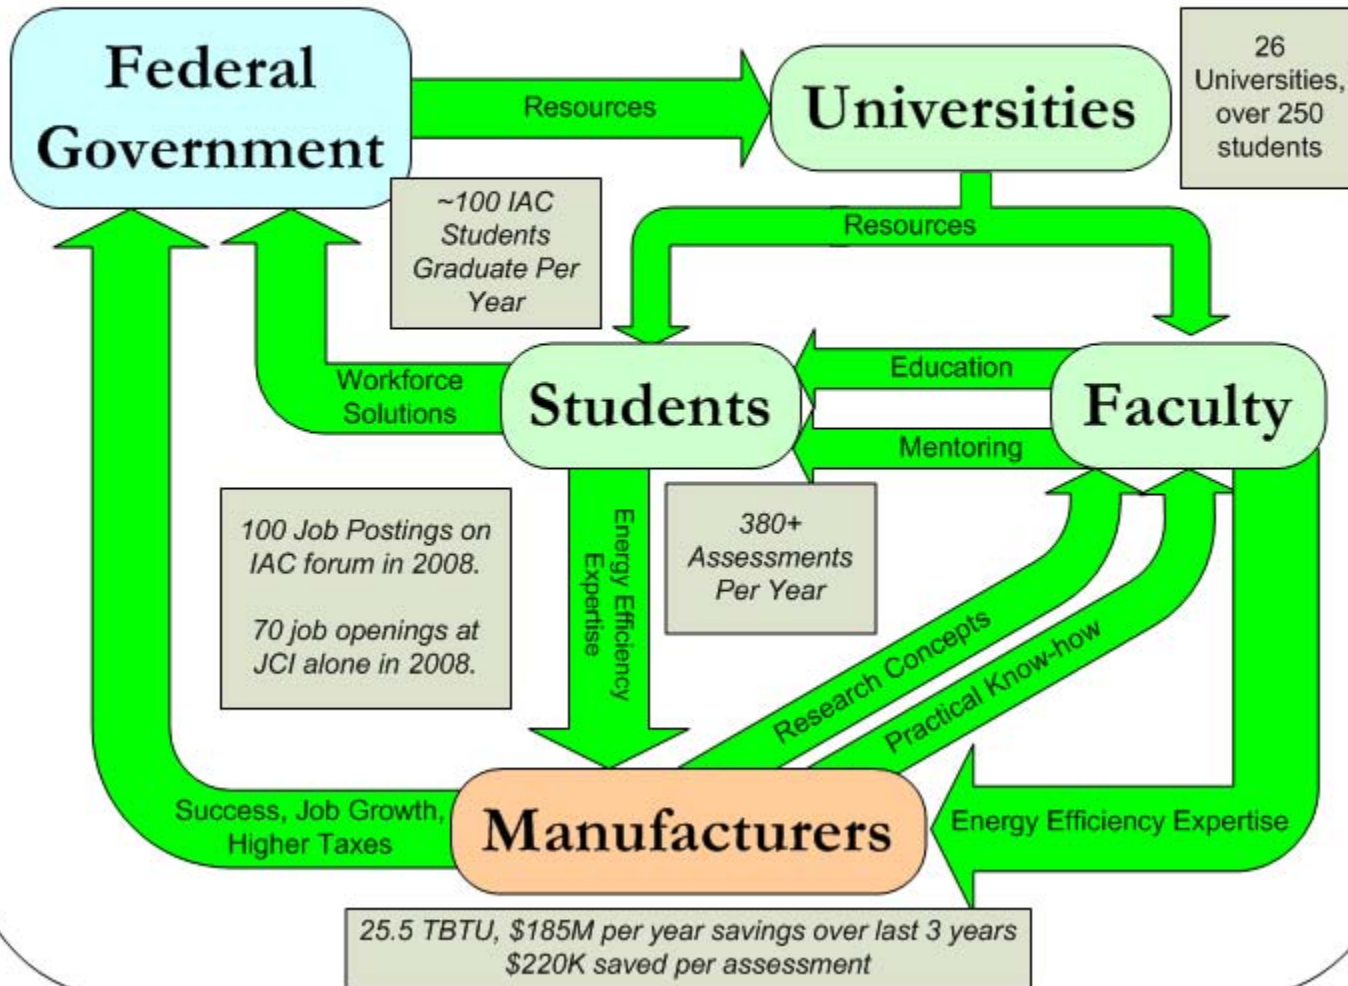 Federal
Government
Resources
Universities
26
Universities,
over 250
students
~100 IAC
Students
Graduate Per
Year
Resources
Workforce
Solutions
Students
Education
Mentoring
Faculty
100 Job Postings on
IAC forum in 2008.
70 job openings at
JCI alone in 2008.
Energy Efficiency
Expertise
380+
Assessments
Per Year
Research Concepts
Practical Know-how
Success, Job Growth,
Higher Taxes
Manufacturers
Energy Efficiency Expertise
25.5 TBTU, $185M per year savings over last 3 years
$220K saved per assessment